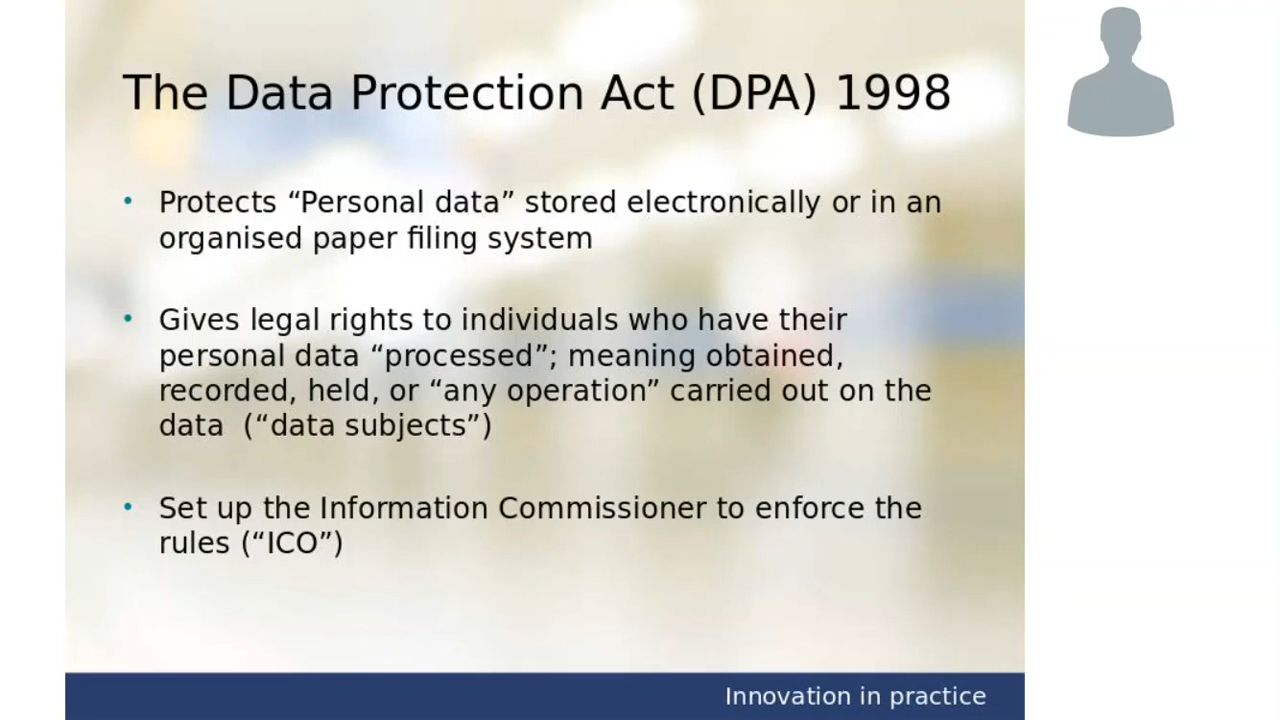 The Data Protection Act (DPA) 1998
• Protects “Personal data” stored electronically or in an
organised paper filing system
• Gives legal rights to individuals who have their
personal data “processed”; meaning obtained,
recorded, held, or “any operation” carried out on the
data  (“data subjects”)
• Set up the Information Commissioner to enforce the
rules (“ICO”)
Innovation in practice